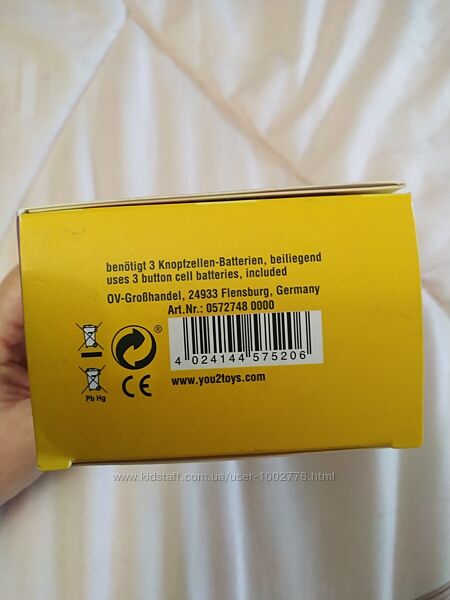 benötigt 3 Knopfzellen-Batterien, beiliegend
uses 3 button cell batteries, included
OV-Großhandel, 24933 Flensburg, Germany
Art.Nr.: 0572748 0000
®
4 024144 575206
CE
Pb Hg
www.you2toys.com
www.kidstaff.com.ua/user-1002776.html